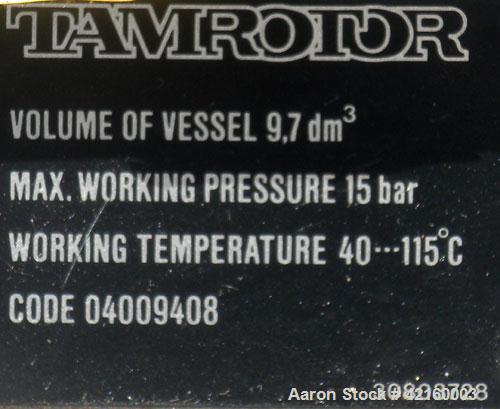 TAMROTOR
VOLUME OF VESSEL 9,7 dm³
MAX. WORKING PRESSURE 15 bar
WORKING TEMPERATURE 40···115°C
CODE 04009408
Aaron Stock # 42160003